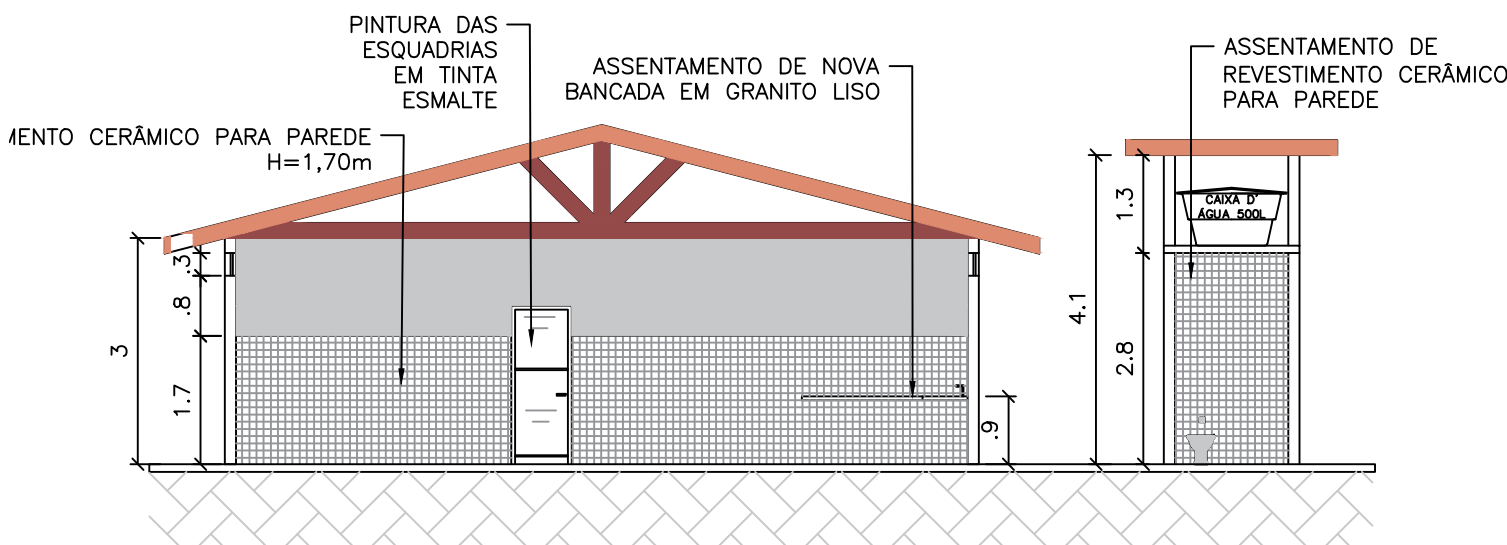 PINTURA DAS
ESQUADRIAS
EM TINTA
ESMALTE
ASSENTAMENTO DE NOVA
BANCADA EM GRANITO LISO
ASSENTAMENTO DE
REVESTIMENTO CERÂMICO
PARA PAREDE
MENTO CERÂMICO PARA PAREDE
H=1,70m
CAIXA D'
ÁGUA 500L
3
.3
.8
1.7
.9
4.1
1.3
2.8